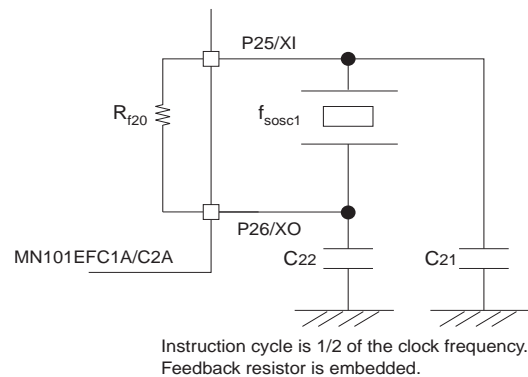 P25/XI
Rf20
fsosc1
P26/XO
MN101EFC1A/C2A
C22
C21
Instruction cycle is 1/2 of the clock frequency.
Feedback resistor is embedded.